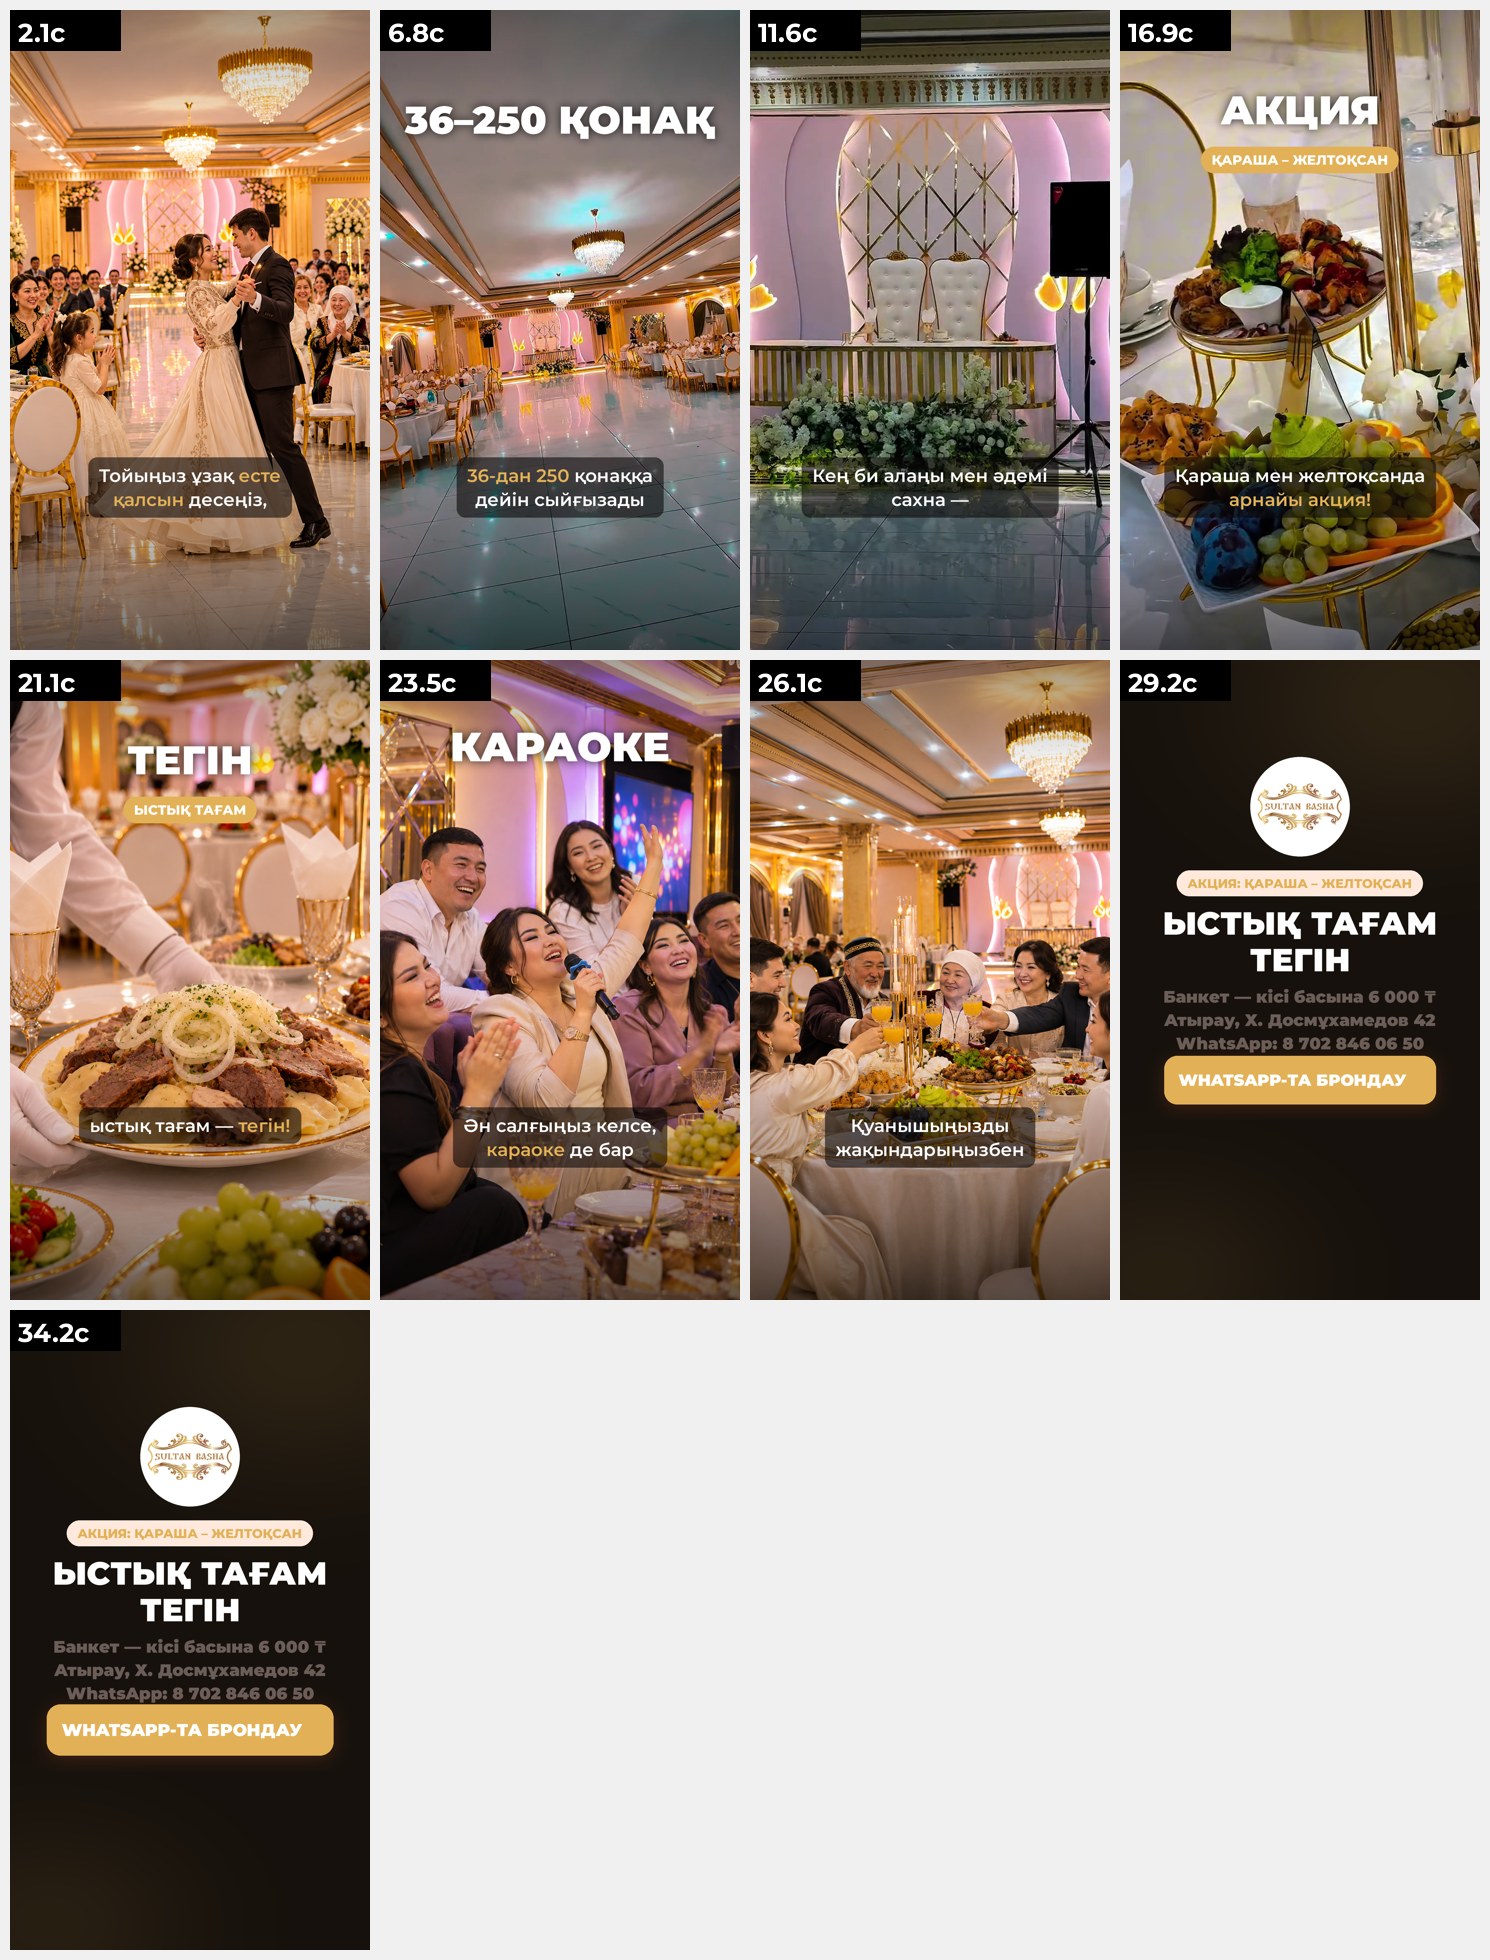 2.1с
Тойыңыз ұзақ есте
қалсын десеңіз,
6.8с
36–250 ҚОНАҚ
36-дан 250 қонаққа
дейін сыйғызады
11.6с
Кең би алаңы мен әдемі
сахна —
16.9с
АКЦИЯ
ҚАРАША – ЖЕЛТОҚСАН
Қараша мен желтоқсанда
арнайы акция!
21.1с
ТЕГІН
ЫСТЫҚ ТАҒАМ
ыстық тағам — тегін!
23.5с
КАРАОКЕ
Ән салғыңыз келсе,
караоке де бар
26.1с
Қуанышыңызды
жақындарыңызбен
29.2с
SULTAN BASHA
АКЦИЯ: ҚАРАША – ЖЕЛТОҚСАН
ЫСТЫҚ ТАҒАМ
ТЕГІН
Банкет — кісі басына 6 000 ₸
Атырау, Х. Досмұхамедов 42
WhatsApp: 8 702 846 06 50
WHATSAPP-ТА БРОНДАУ
34.2с
SULTAN BASHA
АКЦИЯ: ҚАРАША – ЖЕЛТОҚСАН
ЫСТЫҚ ТАҒАМ
ТЕГІН
Банкет — кісі басына 6 000 ₸
Атырау, Х. Досмұхамедов 42
WhatsApp: 8 702 846 06 50
WHATSAPP-ТА БРОНДАУ